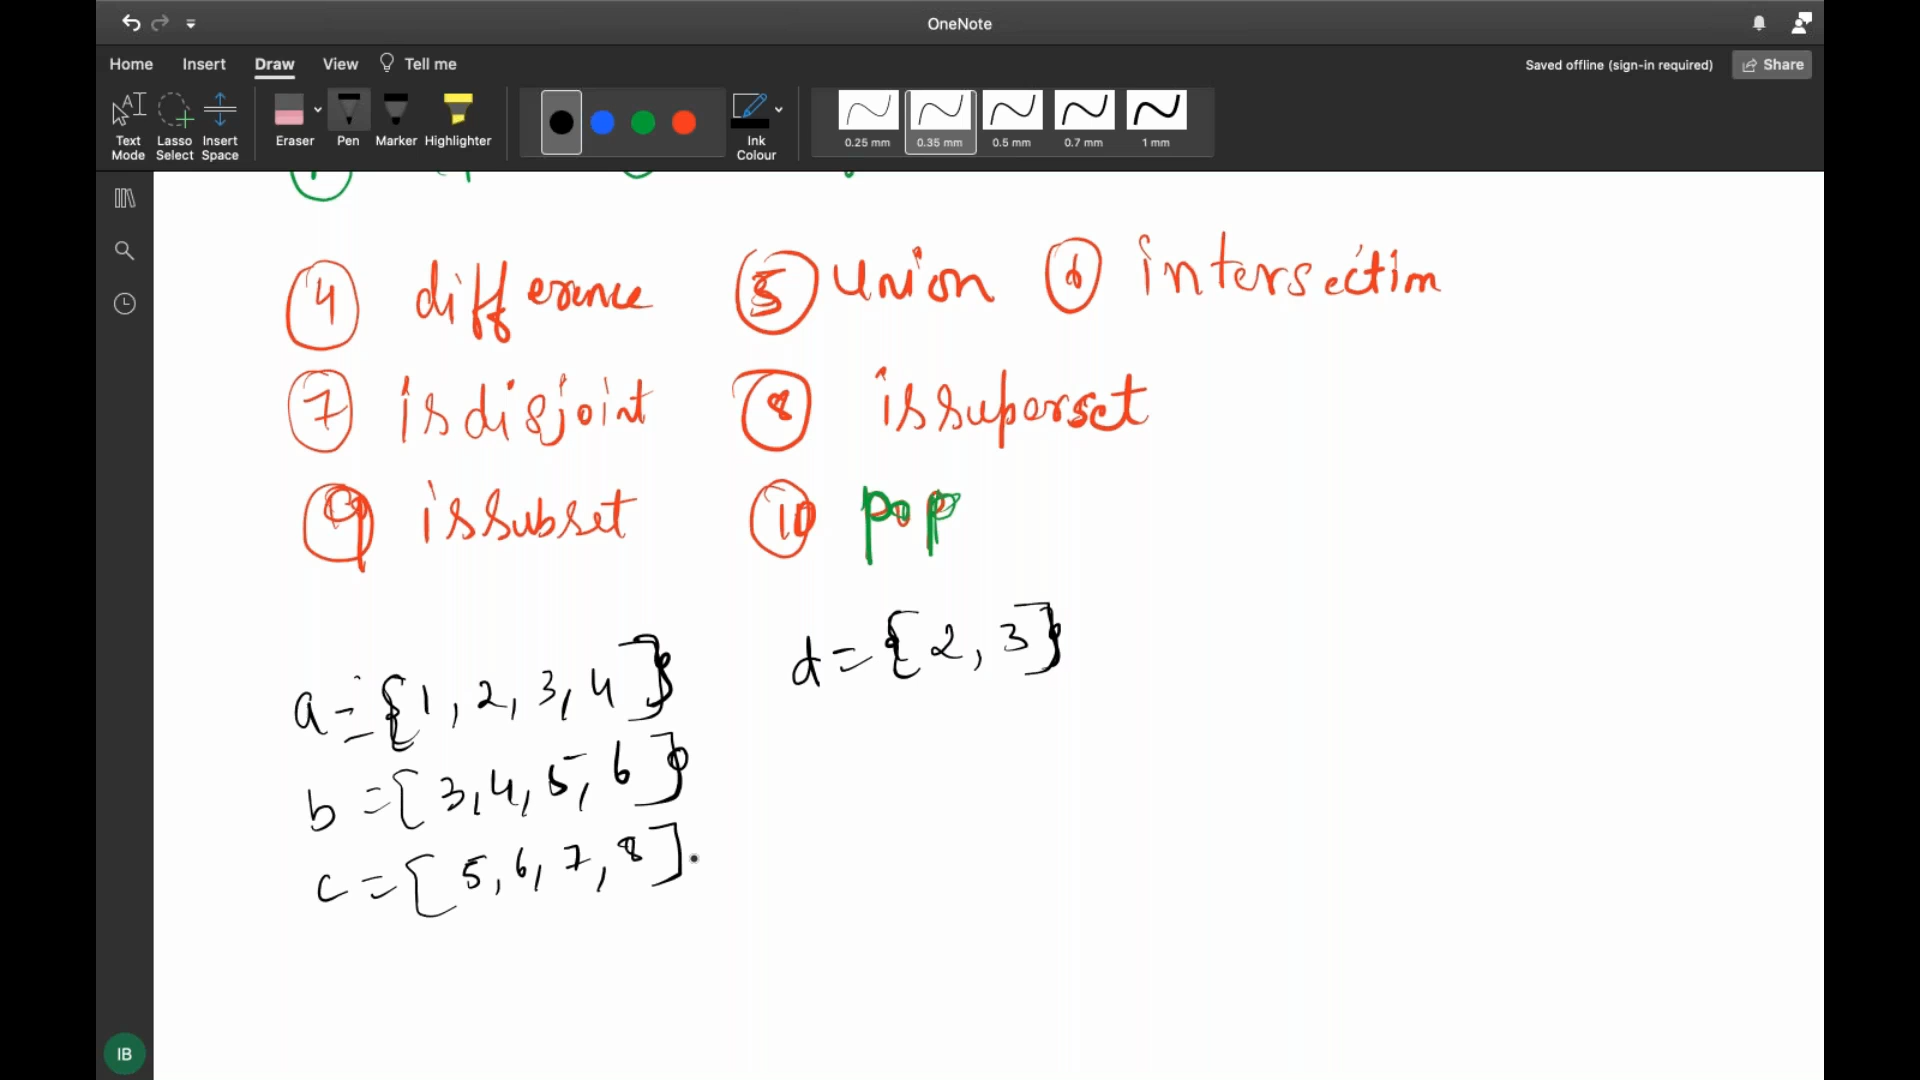 OneNote
Home Insert Draw View Tell me
Saved offline (sign-in required) Share
Text Mode Lasso Select Insert Space Eraser Pen Marker Highlighter Ink Colour 0.25 mm 0.35 mm 0.5 mm 0.7 mm 1 mm
4 difference 5 union 6 intersection
7 isdisjoint 8 issuperset
9 issubset 10 pop
a = {1, 2, 3, 4} d = {2, 3}
b = { 3, 4, 5, 6 }
c = [ 5, 6, 7, 8 ]
IB